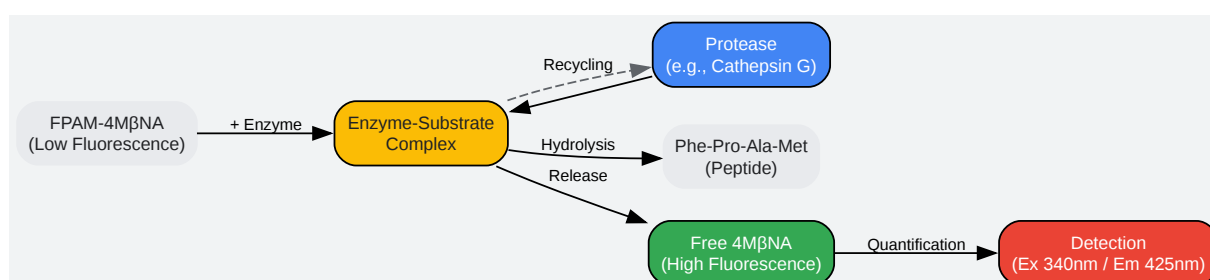 Protease
(e.g., Cathepsin G)
Recycling
FPAM-4MβNA
(Low Fluorescence)
+ Enzyme
Enzyme-Substrate
Complex
Hydrolysis
Phe-Pro-Ala-Met
(Peptide)
Release
Free 4MβNA
(High Fluorescence)
Quantification
Detection
(Ex 340nm / Em 425nm)